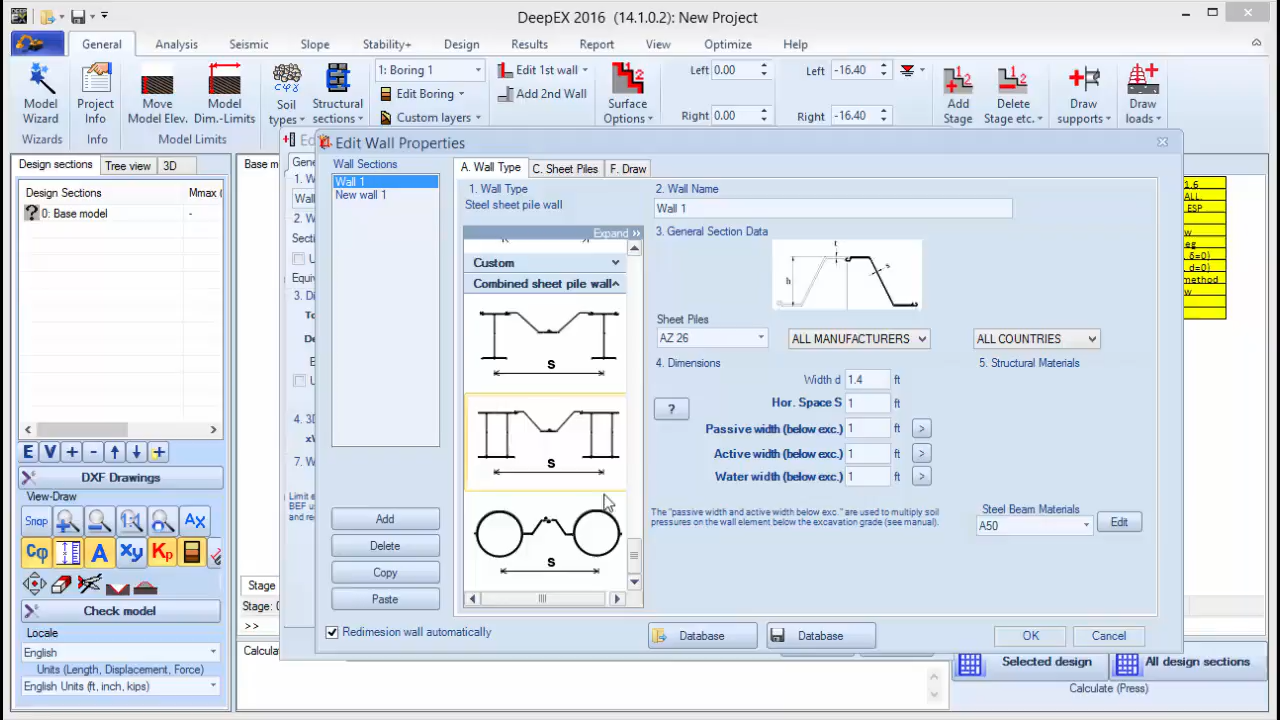 DeepEX 2016 (14.1.0.2): New Project
General Analysis Seismic Slope Stability+ Design Results Report View Optimize Help
Model Wizard
Project Info
Move Model Elev.
Model Dim.-Limits
Soil types
Structural sections
1: Boring 1
Edit Boring
Custom layers
Edit 1st wall
Add 2nd Wall
Surface Options
Left 0.00
Right 0.00
Left -16.40
Right -16.40
Add Stage
Delete Stage etc.
Draw supports
Draw loads
Wizards Info Model Limits
Design sections Tree view 3D
Design Sections Mmax
0: Base model -
E V + - ↑ ↓ +
DXF Drawings
View-Draw
Snap
Cφ A Xy Kp
Check model
Locale
English
Units (Length, Displacement, Force)
English Units (ft, inch, kips)
Base m
Stage
Stage: 0
>>
Calcula
Edit Wall Properties
Wall Sections
Wall 1
New wall 1
Add
Delete
Copy
Paste
Redimesion wall automatically
A. Wall Type C. Sheet Piles F. Draw
1. Wall Type
Steel sheet pile wall
Expand »
Custom
Combined sheet pile wall
S
S
S
2. Wall Name
Wall 1
3. General Section Data
t
h
s
Sheet Piles
AZ 26 ALL MANUFACTURERS ALL COUNTRIES
4. Dimensions
5. Structural Materials
Width d 1.4 ft
?
Hor. Space S 1 ft
Passive width (below exc.) 1 ft >
Active width (below exc.) 1 ft >
Water width (below exc.) 1 ft >
The "passive width and active width below exc." are used to multiply soil
pressures on the wall element below the excavation grade (see manual).
Steel Beam Materials
A50 Edit
Database Database OK Cancel
Selected design All design sections
Calculate (Press)